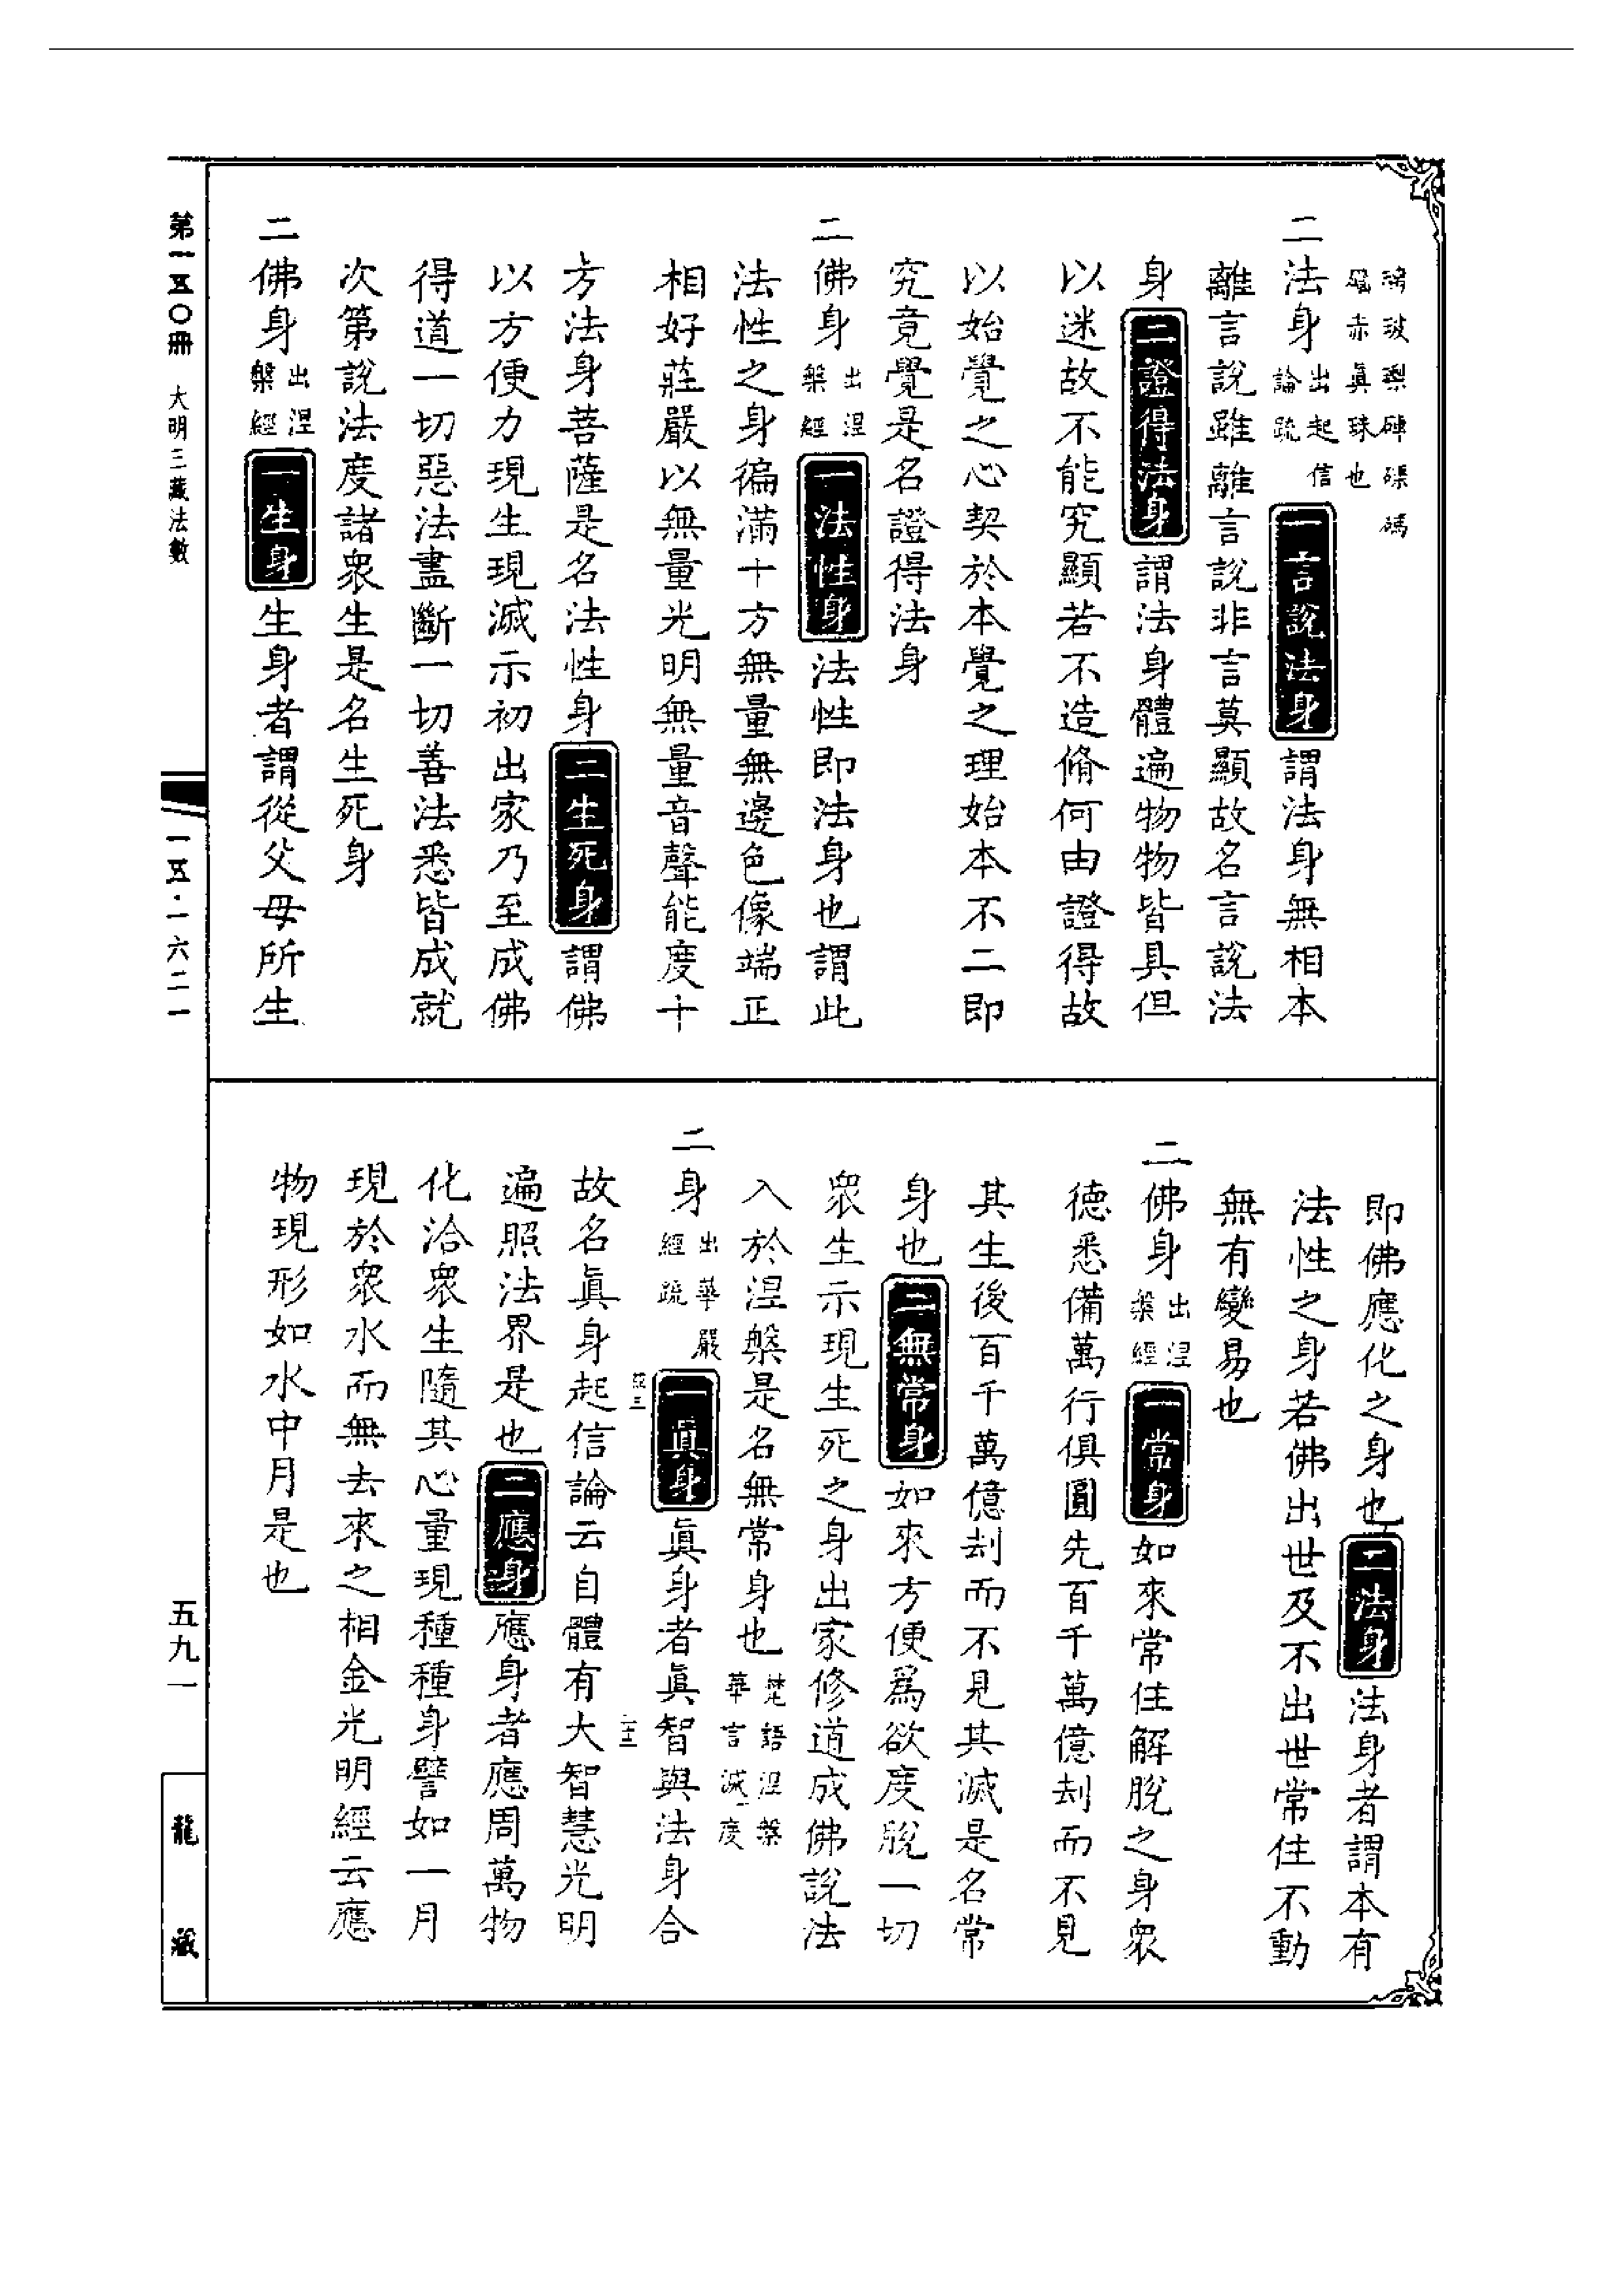 璃玻瓈硨磲碼
碯赤真珠也
二法身出起信論疏一言說法身謂法身無相本
離言說雖離言說非言莫顯故名言說法
身二證得法身謂法身體遍物物皆具但
以迷故不能究顯若不造脩何由證得故
以始覺之心契於本覺之理始本不二即
究竟覺是名證得法身
二佛身出涅槃經一法性身法性即法身也謂此
法性之身徧滿十方無量無邊色像端正
相好莊嚴以無量光明無量音聲能度十
方法身菩薩是名法性身二生死身謂佛
以方便力現生現滅示初出家乃至成佛
得道一切惡法盡斷一切善法悉皆成就
次第說法度諸衆生是名生死身
二佛身出涅槃經一生身生身者謂從父母所生
即佛應化之身也二法身法身者謂本有
法性之身若佛出世及不出世常住不動
無有變易也
二佛身出涅槃經一常身如來常住解脫之身衆
德悉備萬行俱圓先百千萬億刦而不見
其生後百千萬億刦而不見其滅是名常
身也二無常身如來方便爲欲度脫一切
衆生示現生死之身出家修道成佛說法
入於涅槃是名無常身也梵語涅槃華言滅度
二身出華嚴經疏一眞身眞身者眞智與法身合
故名眞身起信論云自體有大智慧光明
遍照法界是也二應身應身者應周萬物
化洽衆生隨其心量現種種身譬如一月
現於衆水而無去來之相金光明經云應
物現形如水中月是也
第一五〇冊 大明三藏法數
一五·一六二一
五九一
龍藏